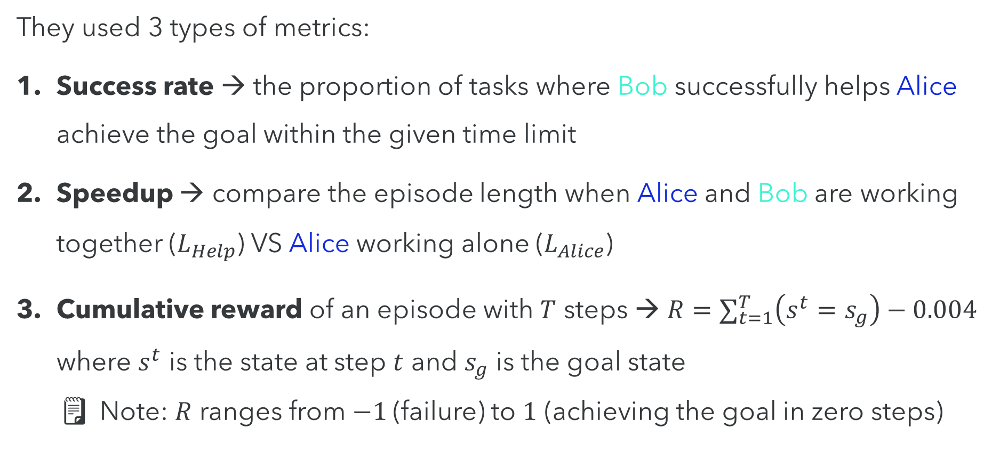 They used 3 types of metrics:
1. Success rate → the proportion of tasks where Bob successfully helps Alice
achieve the goal within the given time limit
2. Speedup → compare the episode length when Alice and Bob are working
together (L_{Help}) VS Alice working alone (L_{Alice})
3. Cumulative reward of an episode with T steps → R = ∑_{t=1}^{T}(s^t = s_g) − 0.004
where s^t is the state at step t and s_g is the goal state
Note: R ranges from −1 (failure) to 1 (achieving the goal in zero steps)